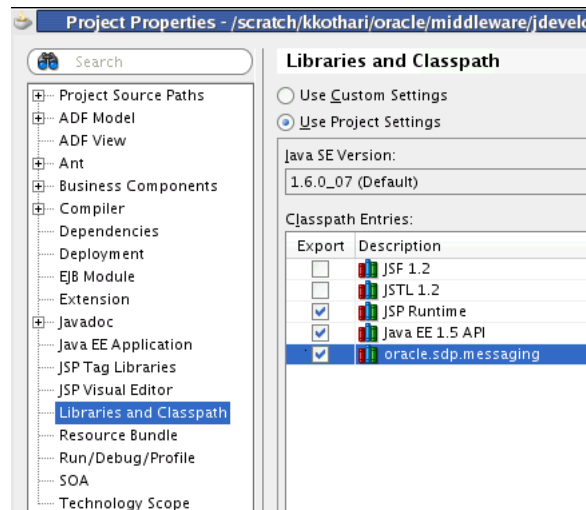 Project Properties - /scratch/kkothari/oracle/middleware/jdevel
Search
Project Source Paths
ADF Model
ADF View
Ant
Business Components
Compiler
Dependencies
Deployment
EJB Module
Extension
Javadoc
Java EE Application
JSP Tag Libraries
JSP Visual Editor
Libraries and Classpath
Resource Bundle
Run/Debug/Profile
SOA
Technology Scope
Libraries and Classpath
Use Custom Settings
Use Project Settings
Java SE Version:
1.6.0_07 (Default)
Classpath Entries:
Export Description
JSF 1.2
JSTL 1.2
JSP Runtime
Java EE 1.5 API
oracle.sdp.messaging